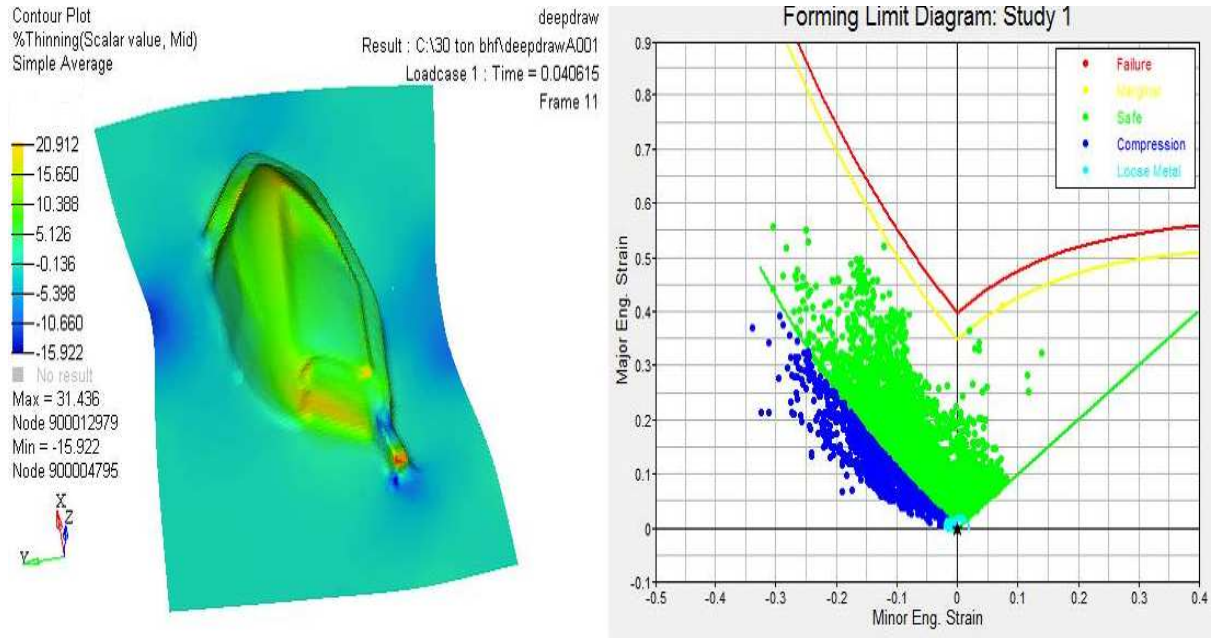 Contour Plot
%Thinning(Scalar value, Mid)
Simple Average
deepdraw
Result : C:\30 ton bhf\deepdrawA001
Loadcase 1 : Time = 0.040615
Frame 11
20.912
15.650
10.388
5.126
-0.136
-5.398
-10.660
-15.922
No result
Max = 31.436
Node 900012979
Min = -15.922
Node 900004795
X
Z
Y
Forming Limit Diagram: Study 1
Failure
Marginal
Safe
Compression
Loose Metal
Major Eng. Strain
0.9
0.8
0.7
0.6
0.5
0.4
0.3
0.2
0.1
0
-0.1
-0.5
-0.4
-0.3
-0.2
-0.1
0
0.1
0.2
0.3
0.4
Minor Eng. Strain